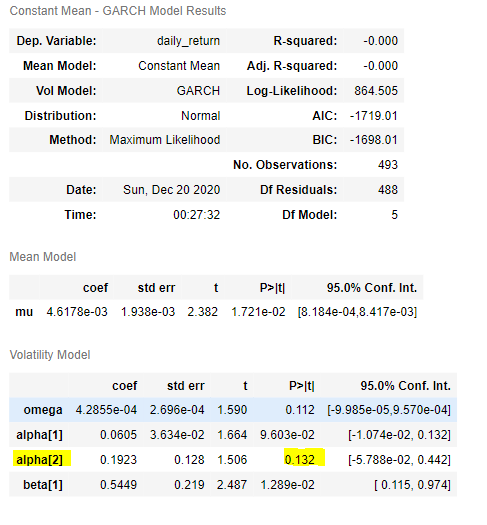 Constant Mean - GARCH Model Results
Dep. Variable: daily_return R-squared: -0.000
Mean Model: Constant Mean Adj. R-squared: -0.000
Vol Model: GARCH Log-Likelihood: 864.505
Distribution: Normal AIC: -1719.01
Method: Maximum Likelihood BIC: -1698.01
No. Observations: 493
Date: Sun, Dec 20 2020 Df Residuals: 488
Time: 00:27:32 Df Model: 5
Mean Model
coef std err t P>|t| 95.0% Conf. Int.
mu 4.6178e-03 1.938e-03 2.382 1.721e-02 [8.184e-04,8.417e-03]
Volatility Model
coef std err t P>|t| 95.0% Conf. Int.
omega 4.2855e-04 2.696e-04 1.590 0.112 [-9.985e-05,9.570e-04]
alpha[1] 0.0605 3.634e-02 1.664 9.603e-02 [-1.074e-02, 0.132]
alpha[2] 0.1923 0.128 1.506 0.132 [-5.788e-02, 0.442]
beta[1] 0.5449 0.219 2.487 1.289e-02 [ 0.115, 0.974]